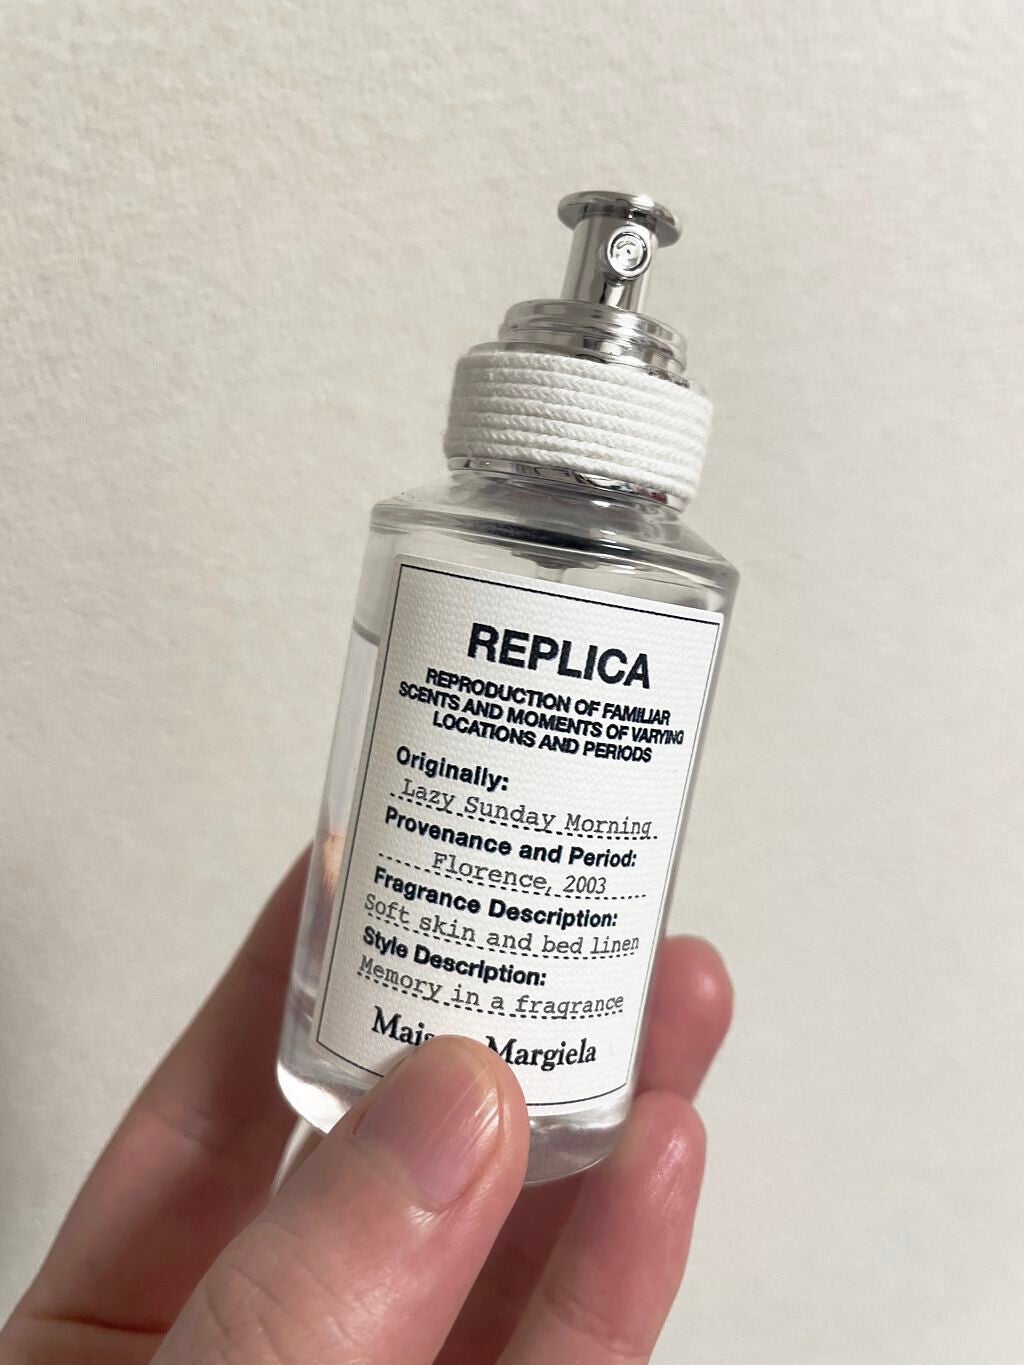 REPLICA
REPRODUCTION OF FAMILIAR
SCENTS AND MOMENTS OF VARYING
LOCATIONS AND PERIODS
Originally:
Lazy Sunday Morning
Provenance and Period:
Florence, 2003
Fragrance Description:
Soft skin and bed linen
Style Description:
Memory in a fragrance
Margiela